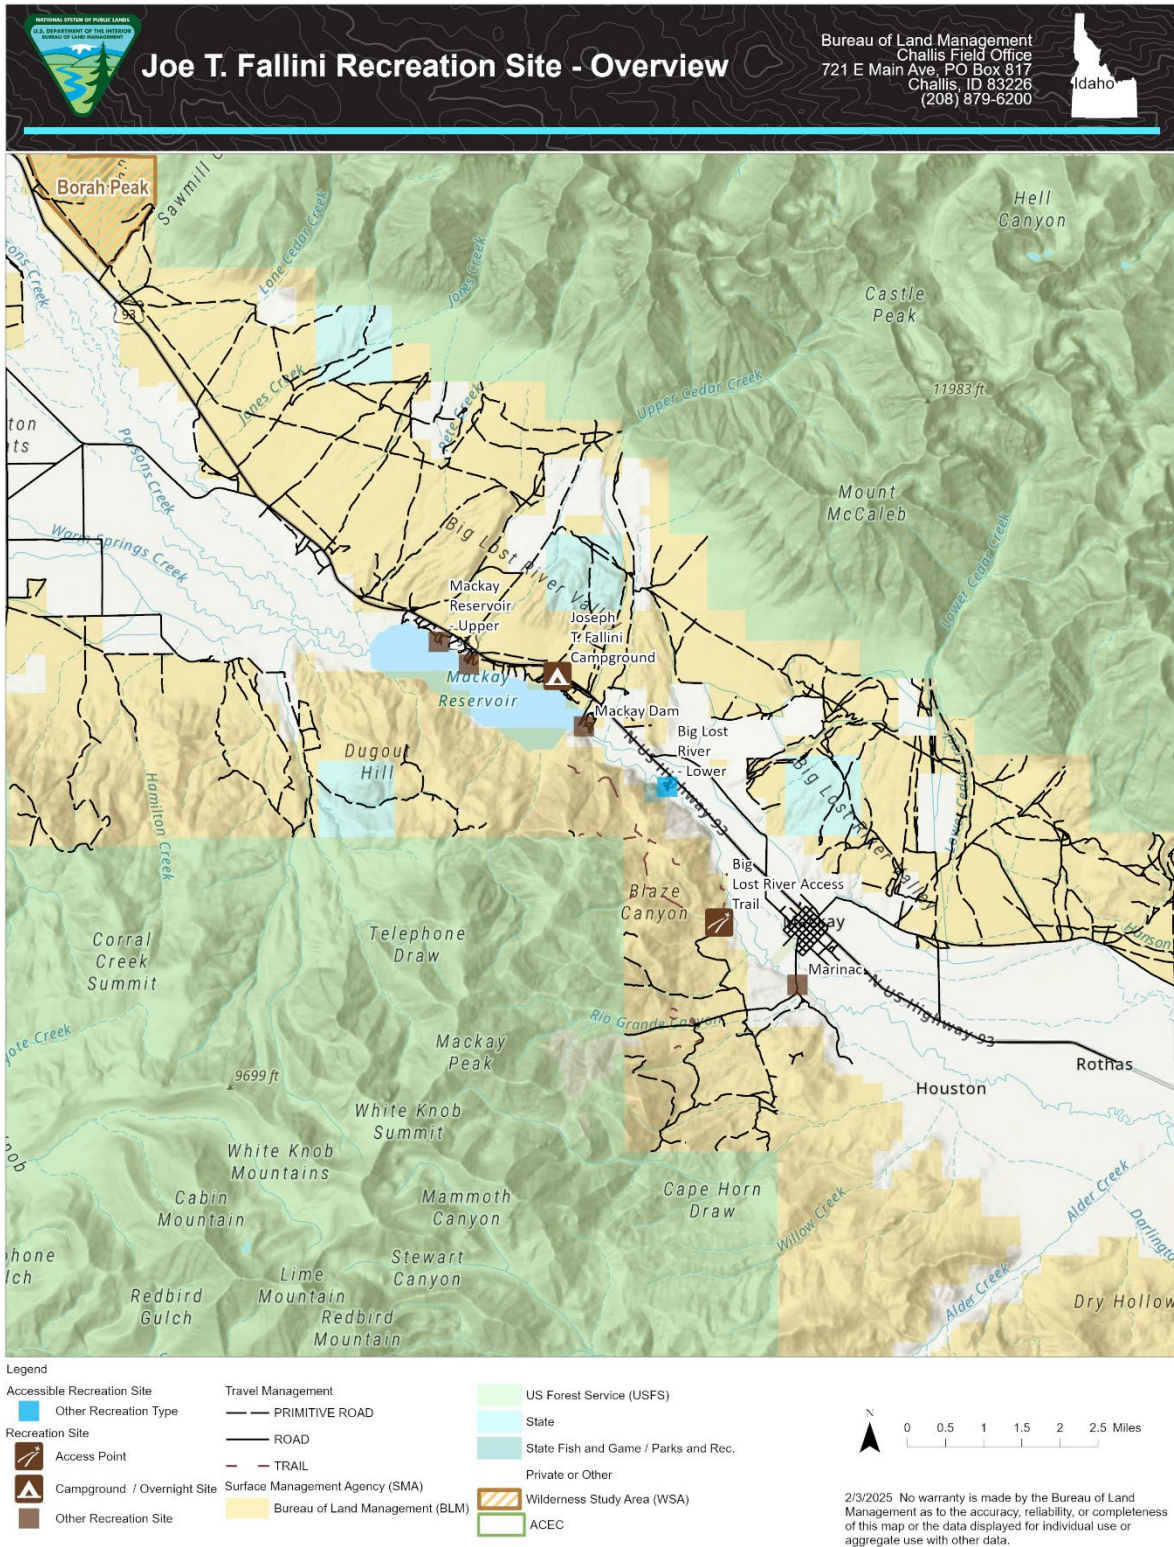 NATIONAL SYSTEM OF PUBLIC LANDS
U.S. DEPARTMENT OF THE INTERIOR
BUREAU OF LAND MANAGEMENT
Joe T. Fallini Recreation Site - Overview
Bureau of Land Management
Challis Field Office
721 E Main Ave, PO Box 817
Challis, ID 83226
(208) 879-6200
Idaho
Borah Peak
Sawmill
Lone Cedar Creek
Jones Creek
Hell
Canyon
Castle
Peak
93
11983 ft
Upper Cedar Creek
Jones Creek
Pete Creek
Parsons Creek
Mount
McCaleb
Warm Springs Creek
Big Lost River
Lower Cedar Creek
Mackay
Reservoir
- Upper
Joseph
T. Fallini
Campground
Mackay
Reservoir
Mackay Dam
Big Lost
River
- Lower
N US Highway 93
Dugout
Hill
Hamilton Creek
Big Lost River Valley
Lower Cedar Creek
Big
Lost River Access
Trail
Blaze
Canyon
Mackay
Marinac
Corral
Creek
Summit
Telephone
Draw
Rio Grande Canyon
N US Highway 93
Hanson
Mackay
Peak
Rothas
Houston
9699 ft
White Knob
Summit
White Knob
Mountains
Cabin
Mountain
Mammoth
Canyon
Cape Horn
Draw
Willow Creek
Alder Creek
Stewart
Canyon
Lime
Mountain
Redbird
Gulch
Redbird
Mountain
Alder Creek
Dry Hollow
Legend
Accessible Recreation Site
Other Recreation Type
Recreation Site
Access Point
Campground / Overnight Site
Other Recreation Site
Travel Management
PRIMITIVE ROAD
ROAD
TRAIL
Surface Management Agency (SMA)
Bureau of Land Management (BLM)
US Forest Service (USFS)
State
State Fish and Game / Parks and Rec.
Private or Other
Wilderness Study Area (WSA)
ACEC
N
0 0.5 1 1.5 2 2.5 Miles
2/3/2025 No warranty is made by the Bureau of Land
Management as to the accuracy, reliability, or completeness
of this map or the data displayed for individual use or
aggregate use with other data.